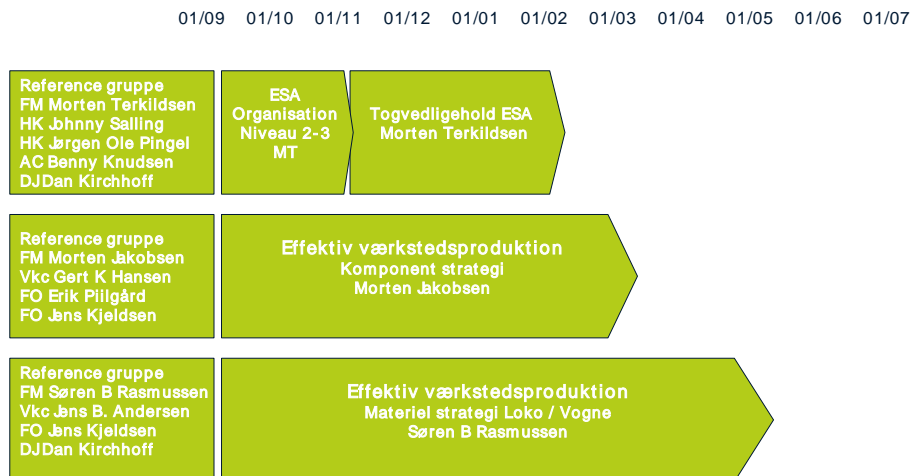 01/09 01/10 01/11 01/12 01/01 01/02 01/03 01/04 01/05 01/06 01/07
Reference gruppe
FM Morten Terkildsen
HK Johnny Salling
HK Jørgen Ole Pingel
AC Benny Knudsen
DJDan Kirchhoff
ESA
Organisation
Niveau 2-3
MT
Togvedligehold ESA
Morten Terkildsen
Reference gruppe
FM Morten Jakobsen
Vkc Gert K Hansen
FO Erik Piilgård
FO Jens Kjeldsen
Effektiv værkstedsproduktion
Komponent strategi
Morten Jakobsen
Reference gruppe
FM Søren B Rasmussen
Vkc Jens B. Andersen
FO Jens Kjeldsen
DJDan Kirchhoff
Effektiv værkstedsproduktion
Materiel strategi Loko / Vogne
Søren B Rasmussen